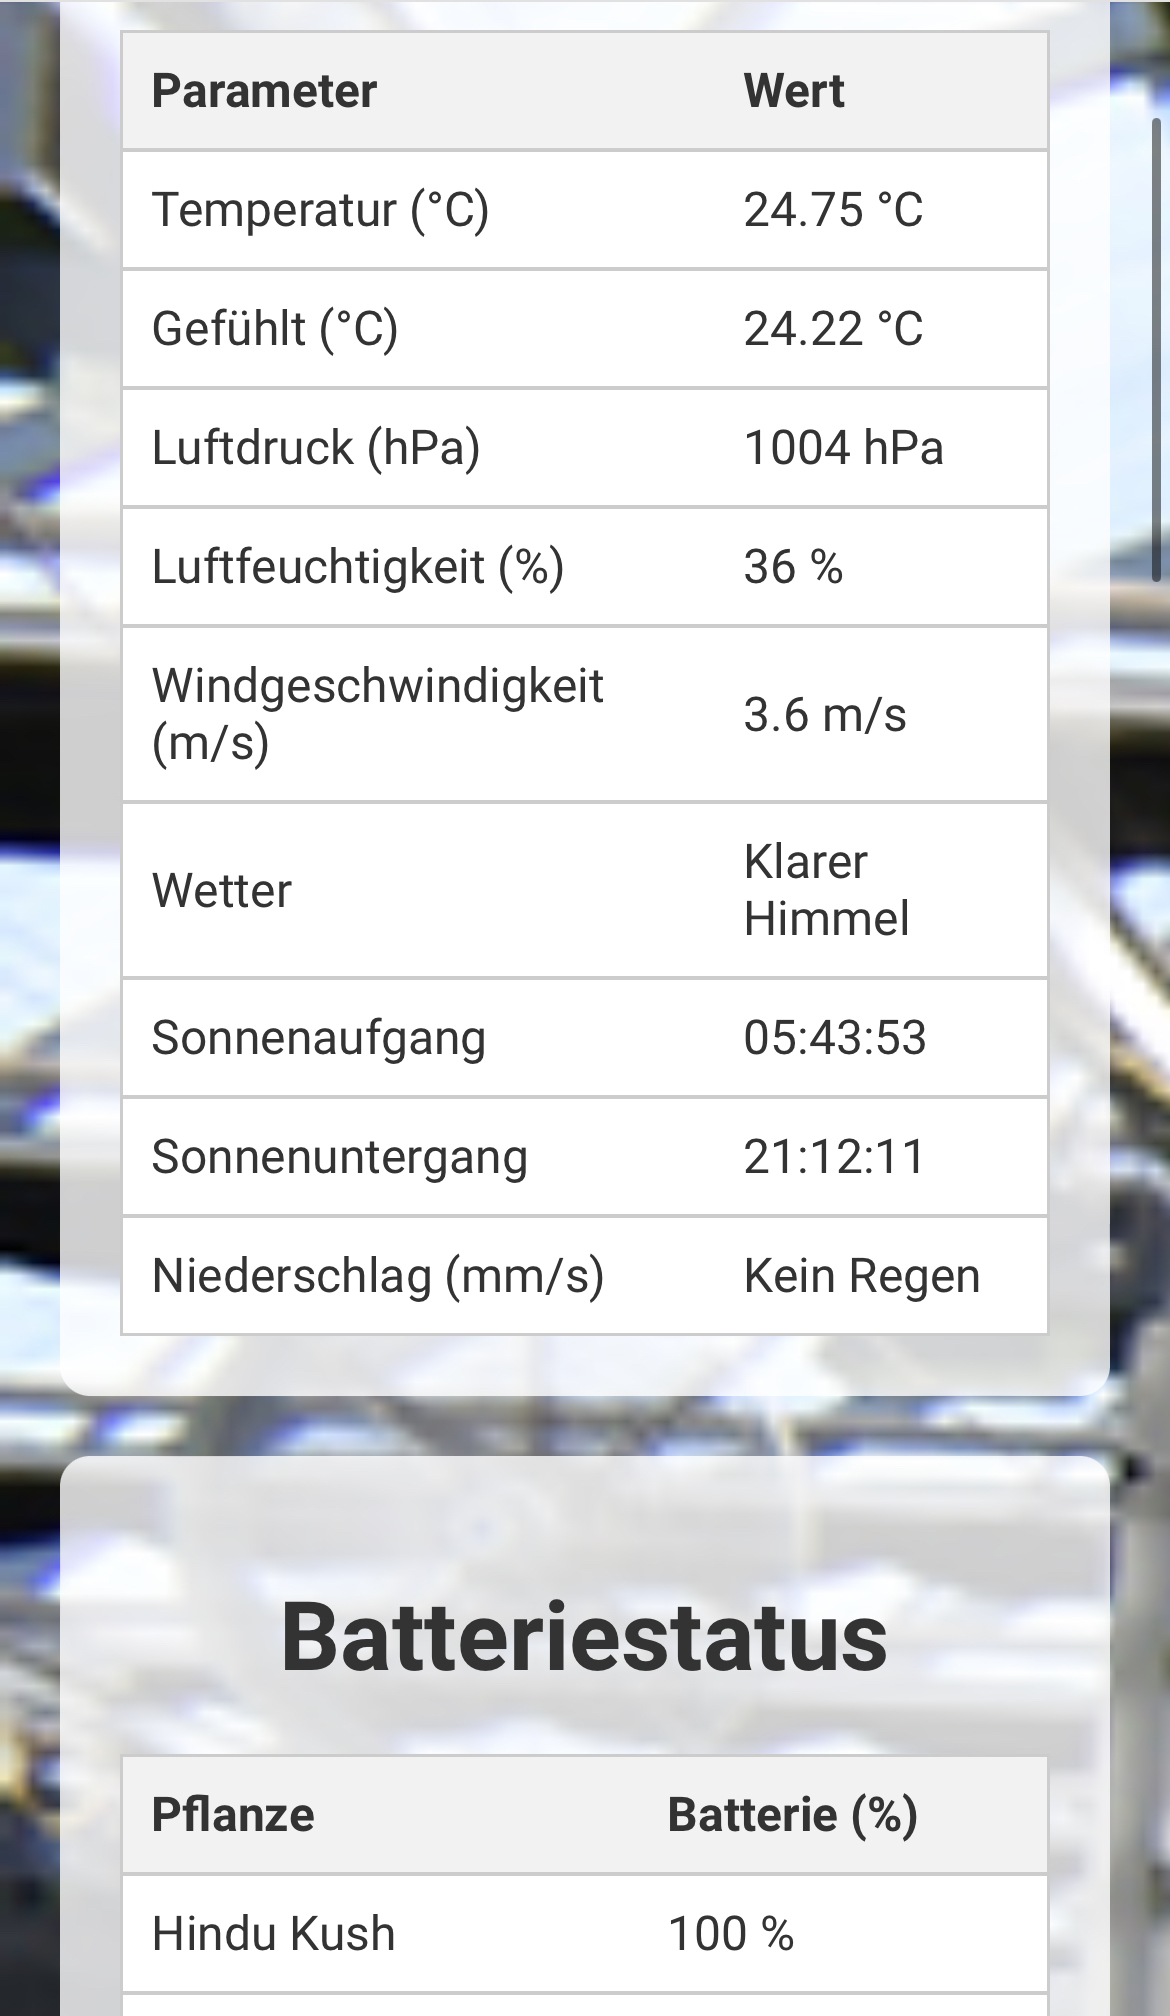 Parameter Wert
Temperatur (°C) 24.75 °C
Gefühlt (°C) 24.22 °C
Luftdruck (hPa) 1004 hPa
Luftfeuchtigkeit (%) 36 %
Windgeschwindigkeit
(m/s) 3.6 m/s
Wetter Klarer
Himmel
Sonnenaufgang 05:43:53
Sonnenuntergang 21:12:11
Niederschlag (mm/s) Kein Regen
Batteriestatus
Pflanze Batterie (%)
Hindu Kush 100 %